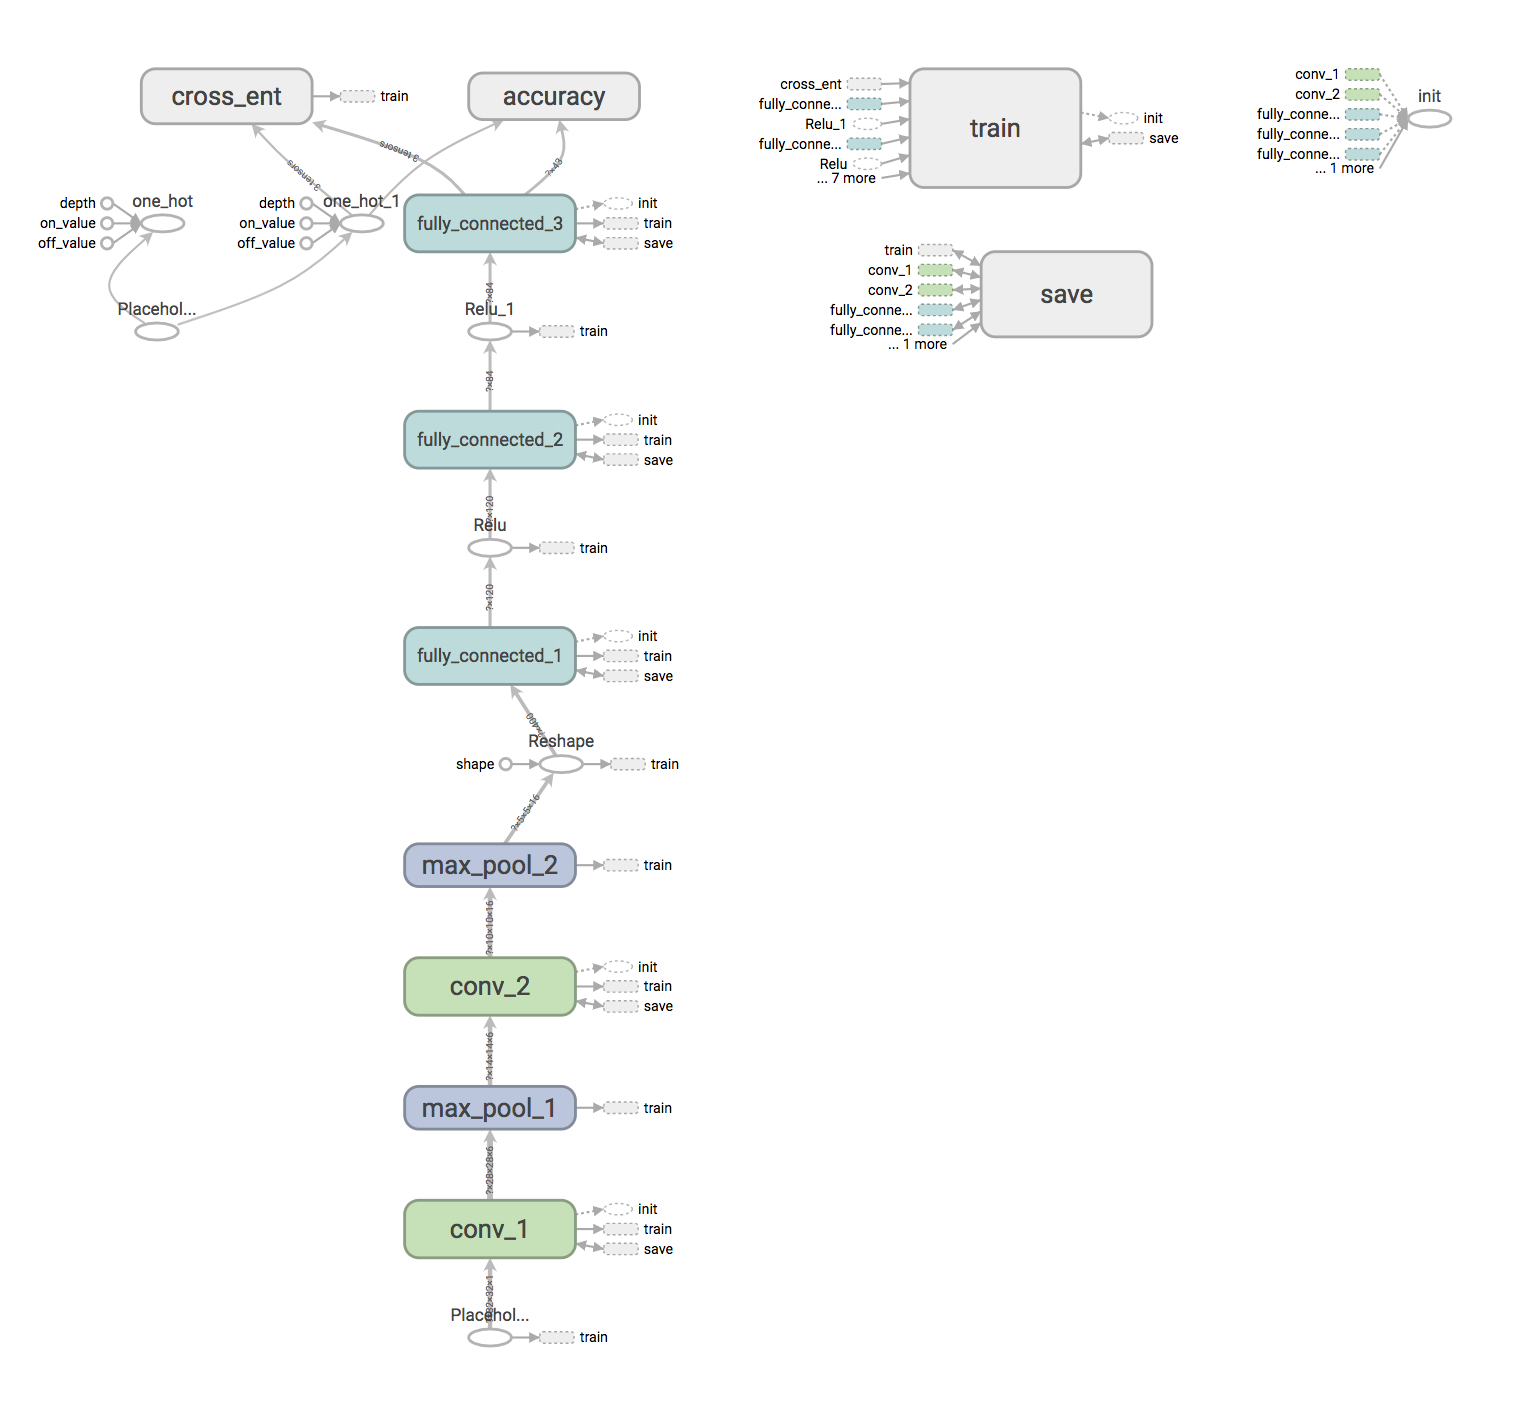 cross_ent
train
accuracy
3 tensors
3 tensors
?×43
depth
on_value
off_value
one_hot
depth
on_value
off_value
one_hot_1
Placehol...
fully_connected_3
init
train
save
?×84
Relu_1
train
?×84
fully_connected_2
init
train
save
?×120
Relu
train
?×120
fully_connected_1
init
train
save
?×400
Reshape
shape
train
?×5×5×16
max_pool_2
train
?×10×10×16
conv_2
init
train
save
?×14×14×6
max_pool_1
train
?×28×28×6
conv_1
init
train
save
Placehol...
train
cross_ent
fully_conne...
Relu_1
fully_conne...
Relu
... 7 more
train
init
save
train
conv_1
conv_2
fully_conne...
fully_conne...
... 1 more
save
conv_1
conv_2
fully_conne...
fully_conne...
fully_conne...
... 1 more
init